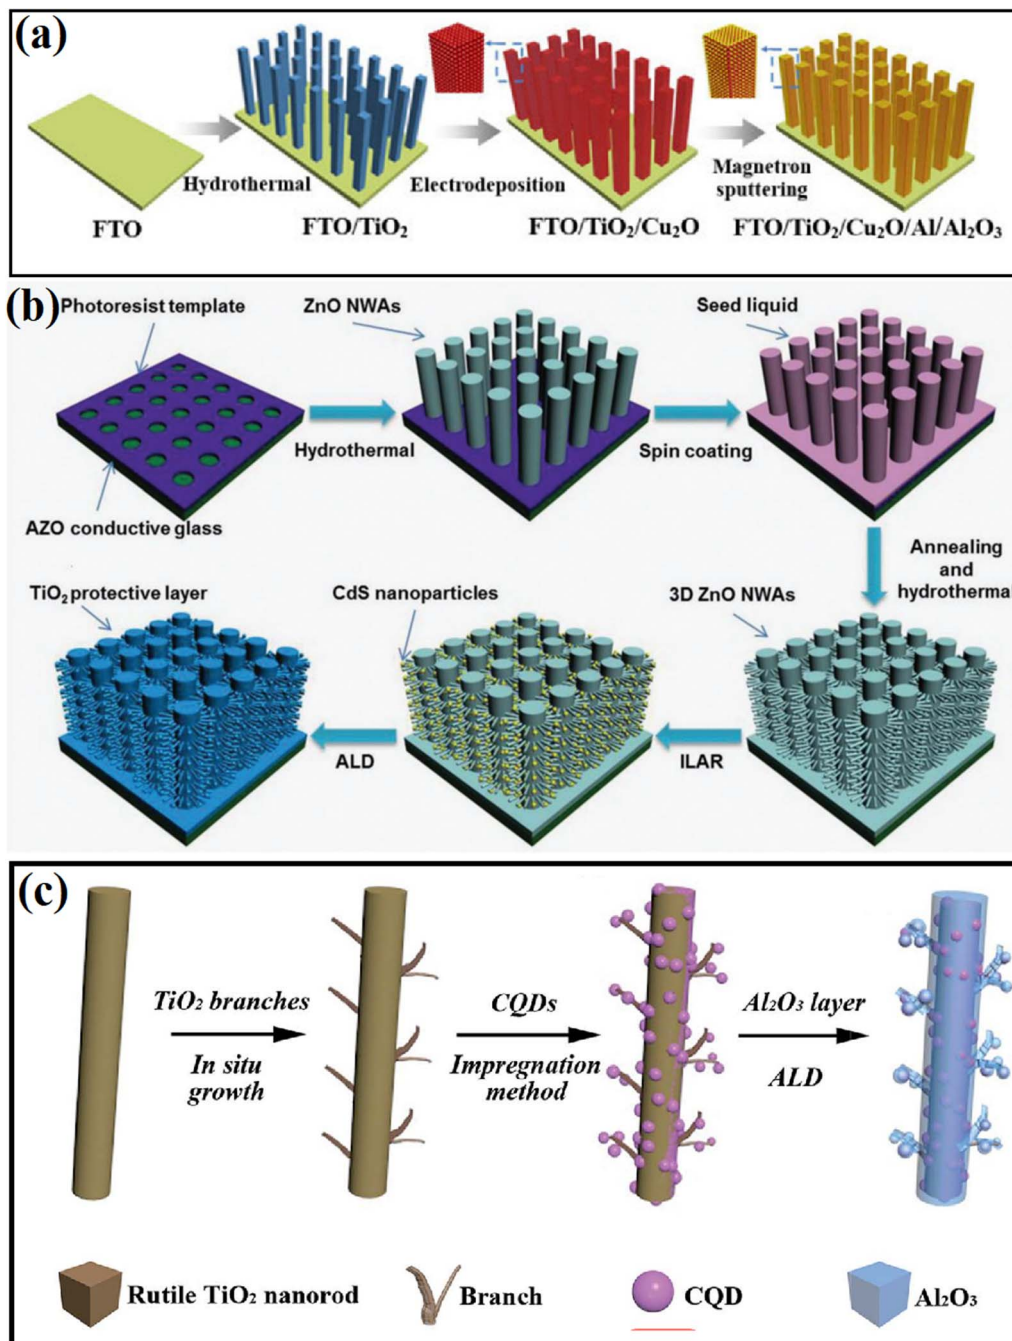 (a)
Hydrothermal
Electrodeposition
Magnetron
sputtering
FTO
FTO/TiO₂
FTO/TiO₂/Cu₂O
FTO/TiO₂/Cu₂O/Al/Al₂O₃
(b)
Photoresist template
ZnO NWAs
Seed liquid
Hydrothermal
Spin coating
AZO conductive glass
Annealing
and
hydrothermal
TiO₂ protective layer
CdS nanoparticles
3D ZnO NWAs
ALD
ILAR
(c)
TiO₂ branches
In situ
growth
CQDs
Impregnation
method
Al₂O₃ layer
ALD
Rutile TiO₂ nanorod
Branch
CQD
Al₂O₃